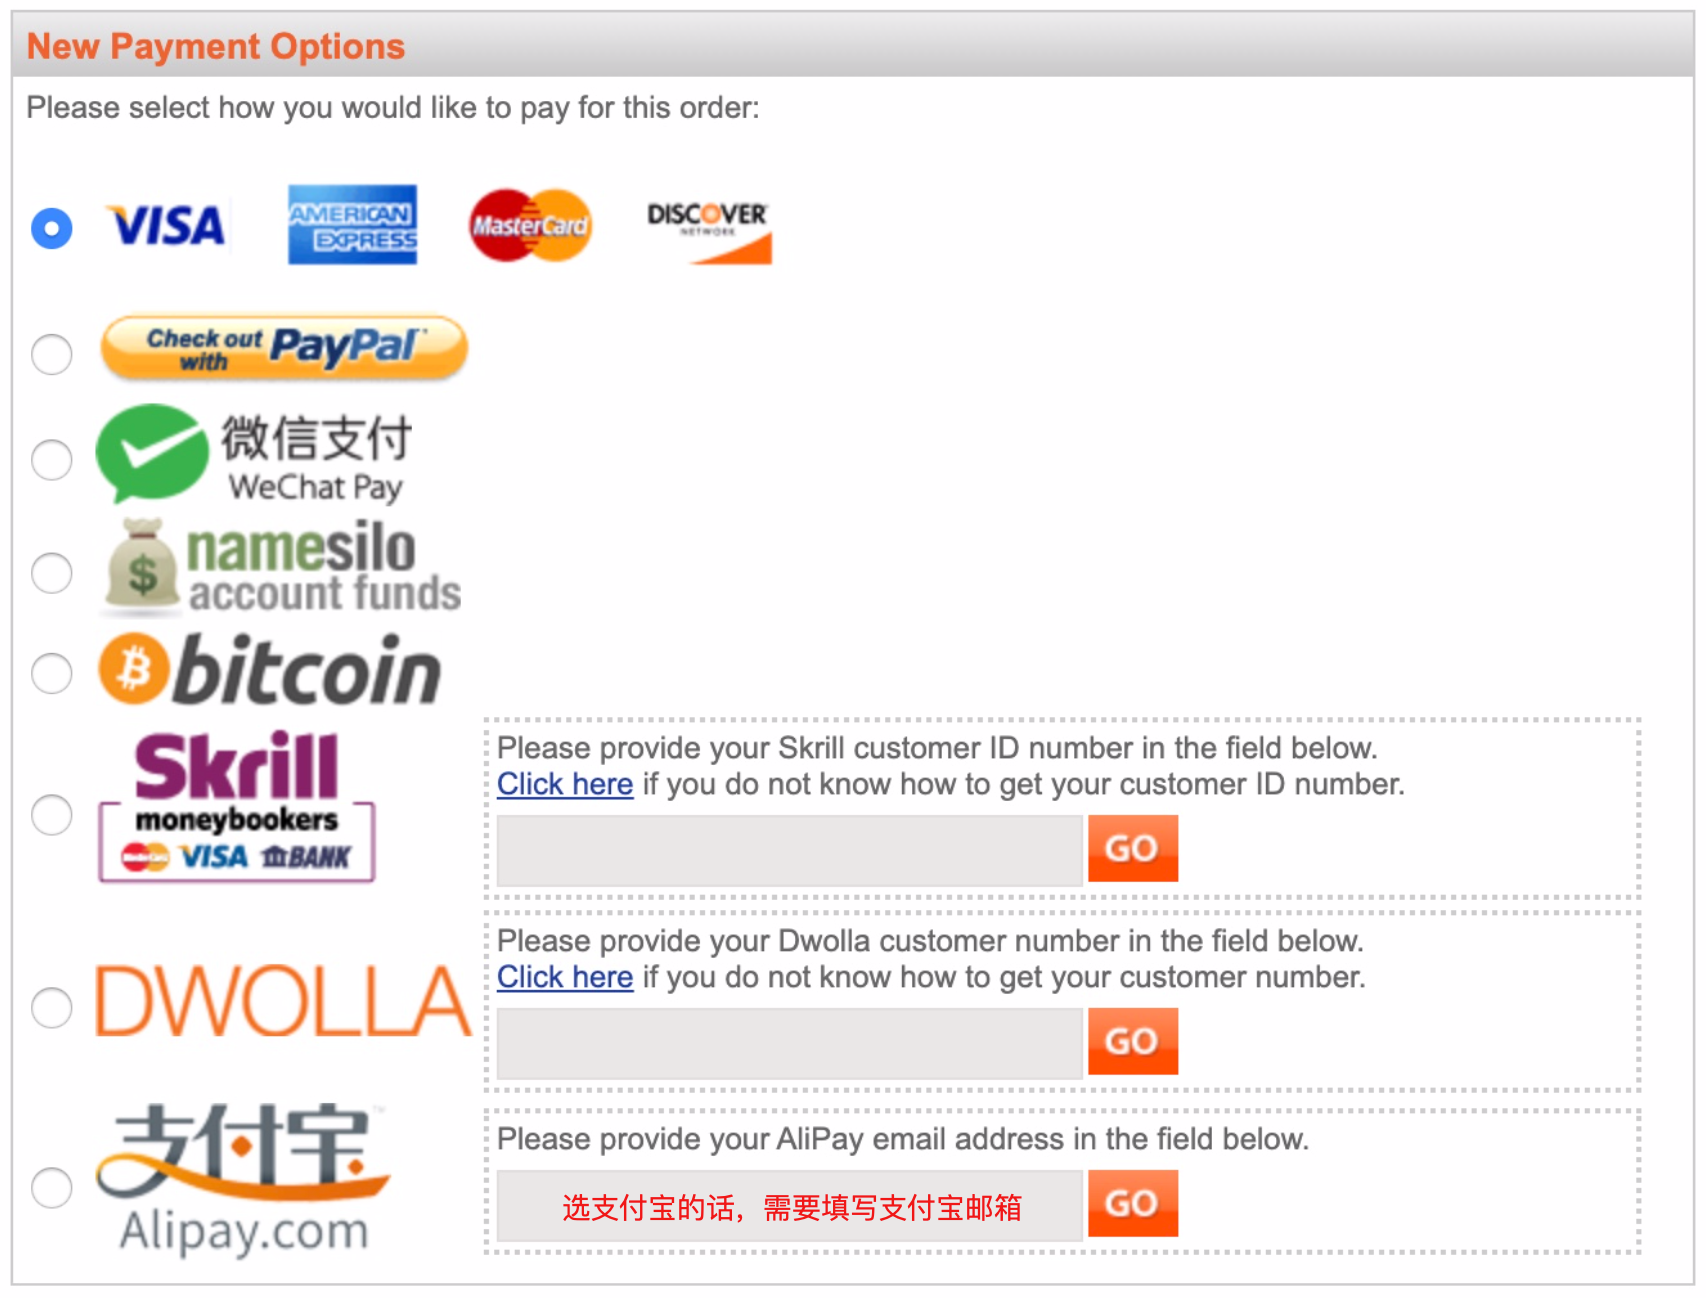 New Payment Options
Please select how you would like to pay for this order:
VISA
AMERICAN
EXPRESS
MasterCard
DISCOVER
NETWORK
Check out
with PayPal
微信支付
WeChat Pay
$ namesilo
account funds
bitcoin
Skrill
moneybookers
MasterCard VISA BANK
Please provide your Skrill customer ID number in the field below.
Click here if you do not know how to get your customer ID number.
GO
DWOLLA
Please provide your Dwolla customer number in the field below.
Click here if you do not know how to get your customer number.
GO
支付宝™
Alipay.com
Please provide your AliPay email address in the field below.
选支付宝的话，需要填写支付宝邮箱
GO